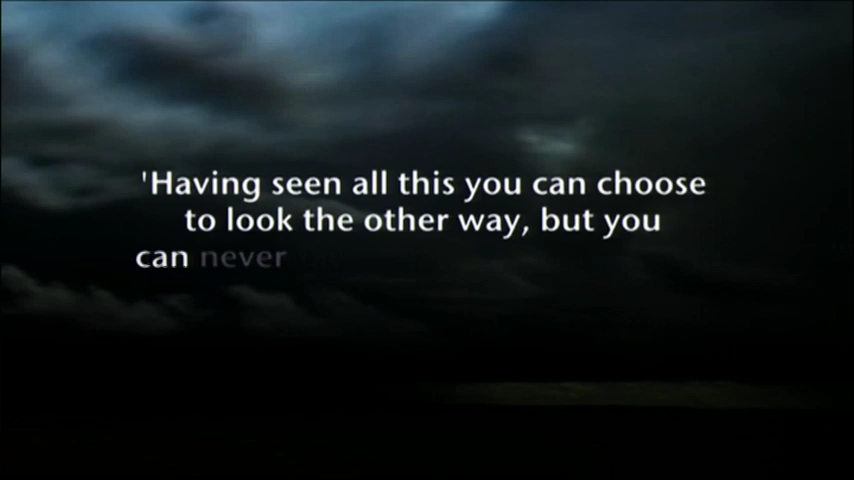 'Having seen all this you can choose
to look the other way, but you
can never